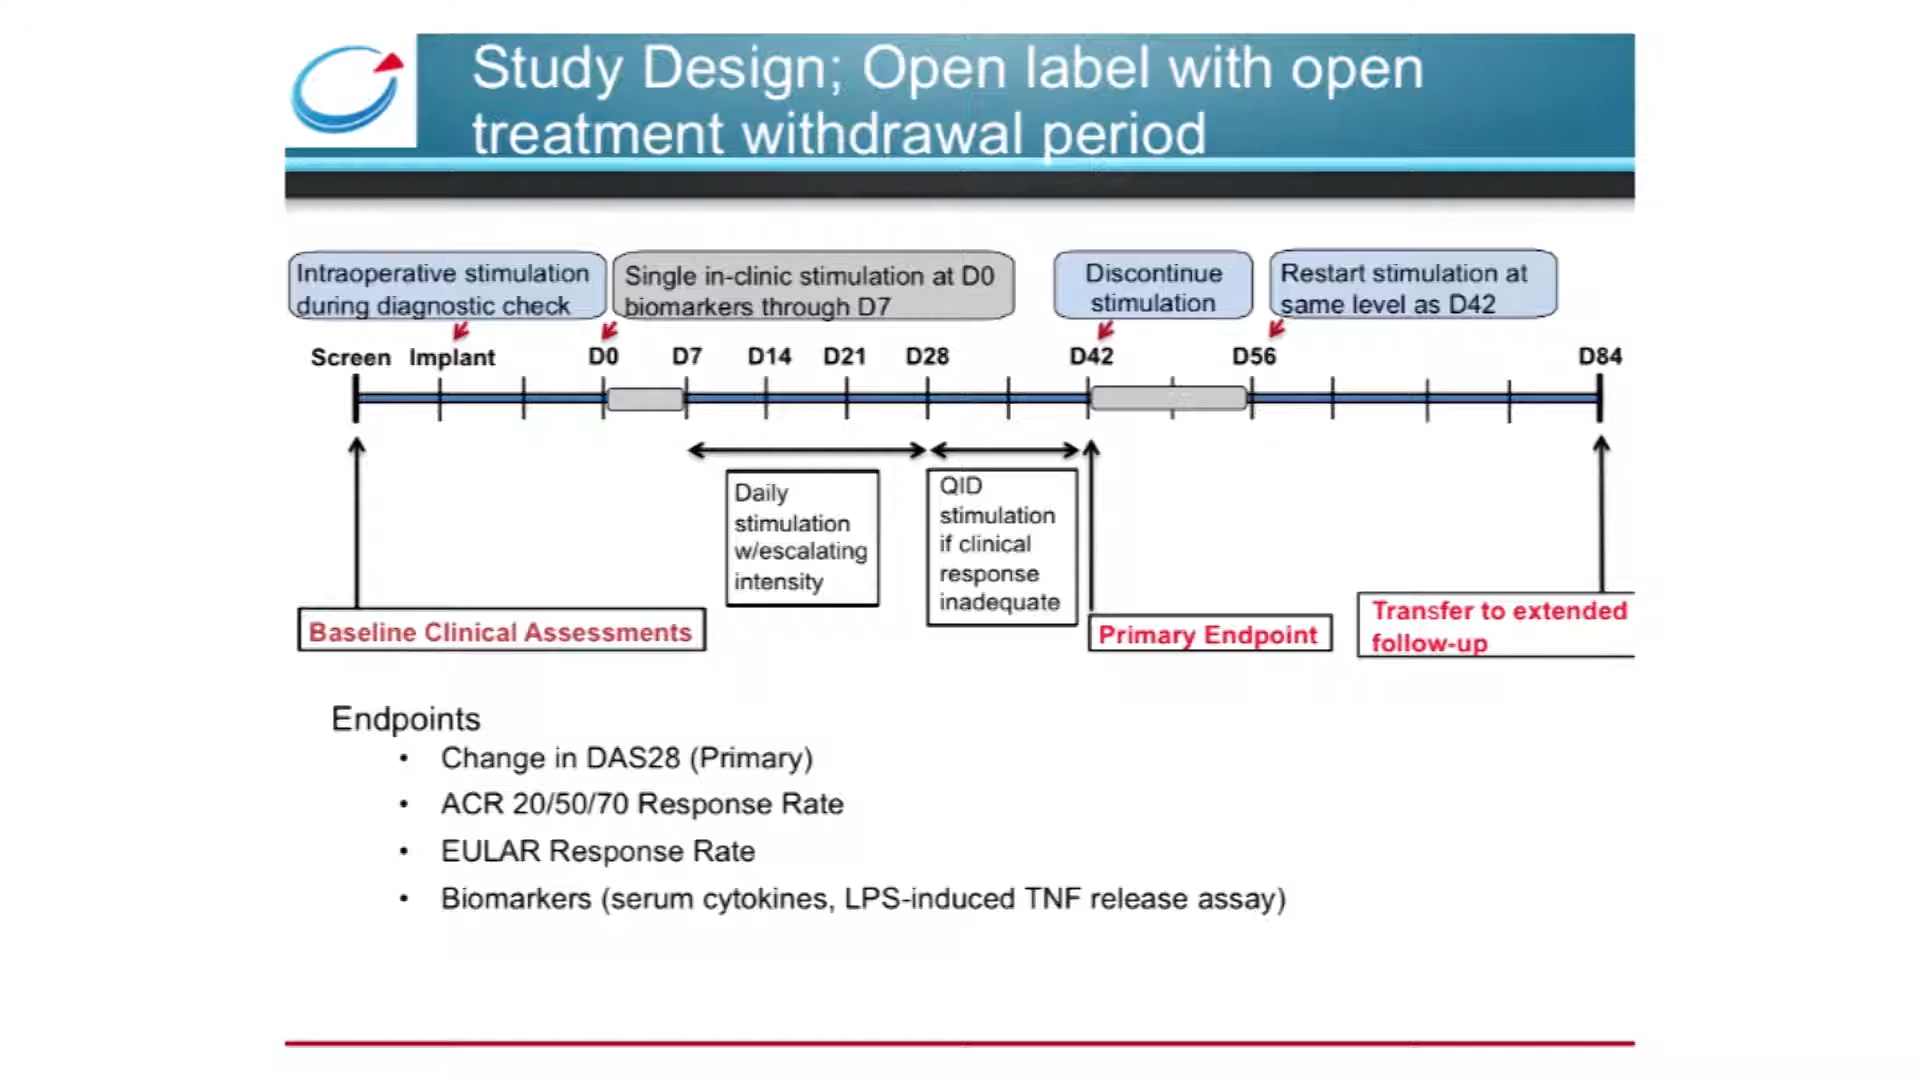 Study Design; Open label with open
treatment withdrawal period
Intraoperative stimulation
during diagnostic check
Single in-clinic stimulation at D0
biomarkers through D7
Discontinue
stimulation
Restart stimulation at
same level as D42
Screen Implant D0 D7 D14 D21 D28 D42 D56 D84
Daily
stimulation
w/escalating
intensity
QID
stimulation
if clinical
response
inadequate
Baseline Clinical Assessments
Primary Endpoint
Transfer to extended
follow-up
Endpoints
• Change in DAS28 (Primary)
• ACR 20/50/70 Response Rate
• EULAR Response Rate
• Biomarkers (serum cytokines, LPS-induced TNF release assay)